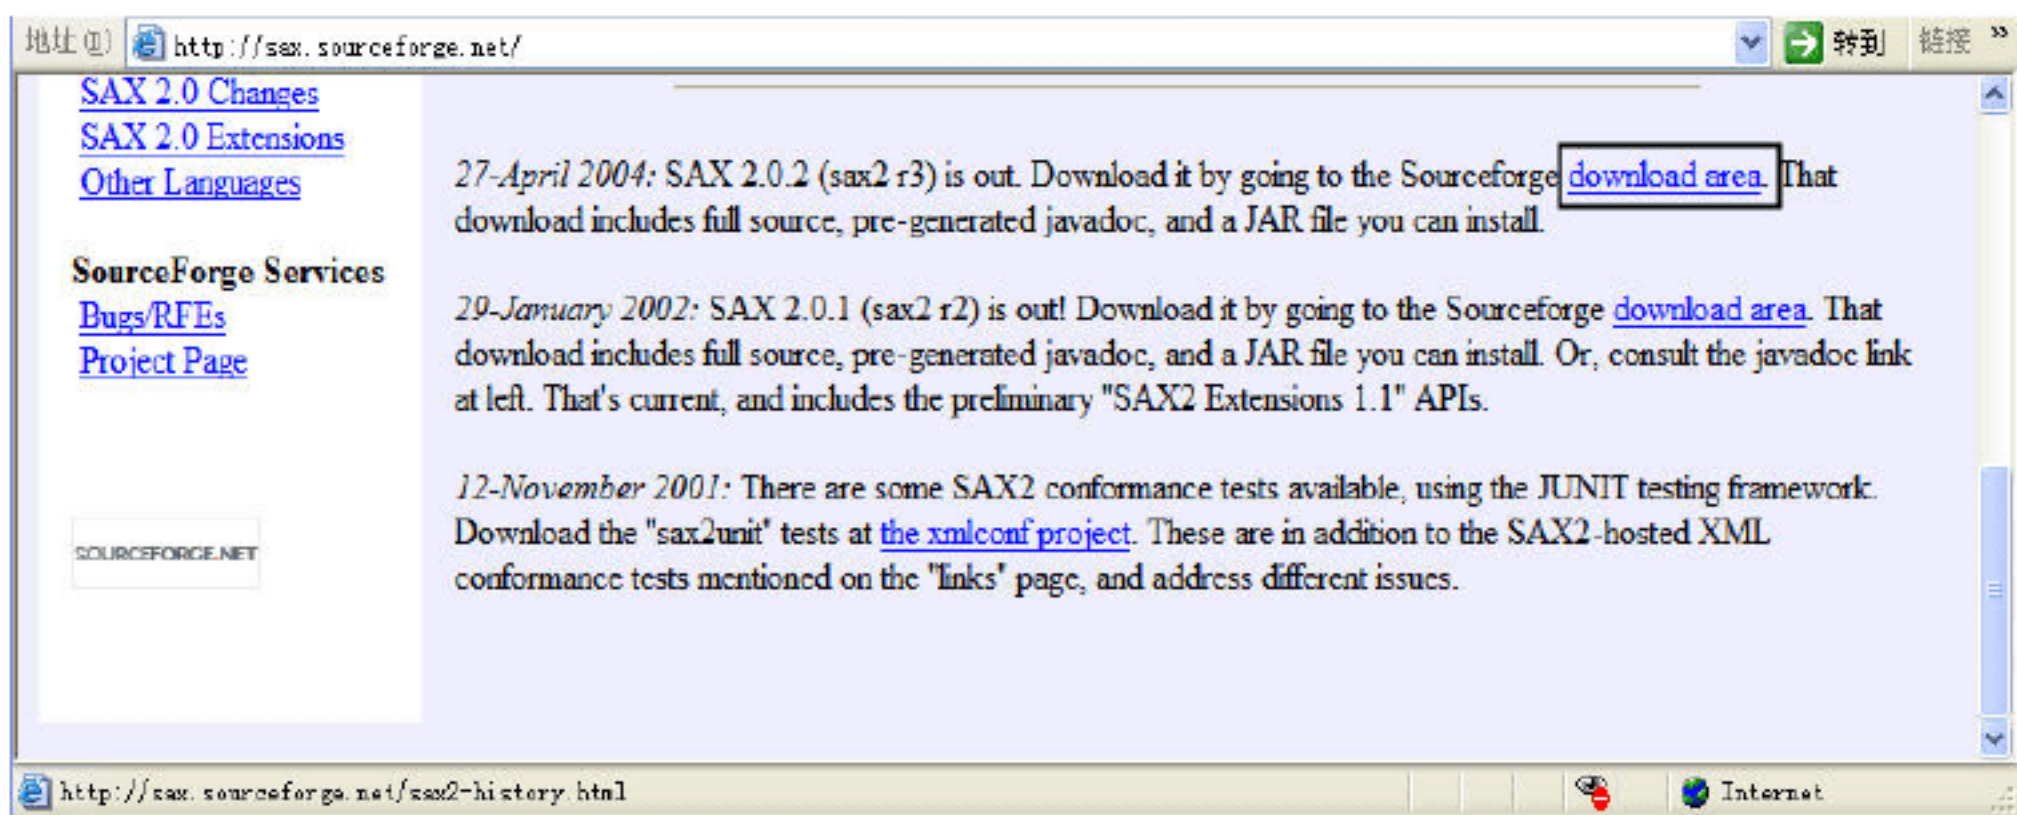 地址(D) http://sax.sourceforge.net/ 转到 链接 »
SAX 2.0 Changes
SAX 2.0 Extensions
Other Languages
SourceForge Services
Bugs/RFEs
Project Page
SOURCEFORGE.NET
27-April 2004: SAX 2.0.2 (sax2 r3) is out. Download it by going to the Sourceforge download area. That
download includes full source, pre-generated javadoc, and a JAR file you can install.
29-January 2002: SAX 2.0.1 (sax2 r2) is out! Download it by going to the Sourceforge download area. That
download includes full source, pre-generated javadoc, and a JAR file you can install. Or, consult the javadoc link
at left. That's current, and includes the preliminary "SAX2 Extensions 1.1" APIs.
12-November 2001: There are some SAX2 conformance tests available, using the JUNIT testing framework.
Download the "sax2unit" tests at the xmlconf project. These are in addition to the SAX2-hosted XML
conformance tests mentioned on the "links" page, and address different issues.
http://sax.sourceforge.net/sax2-history.html Internet